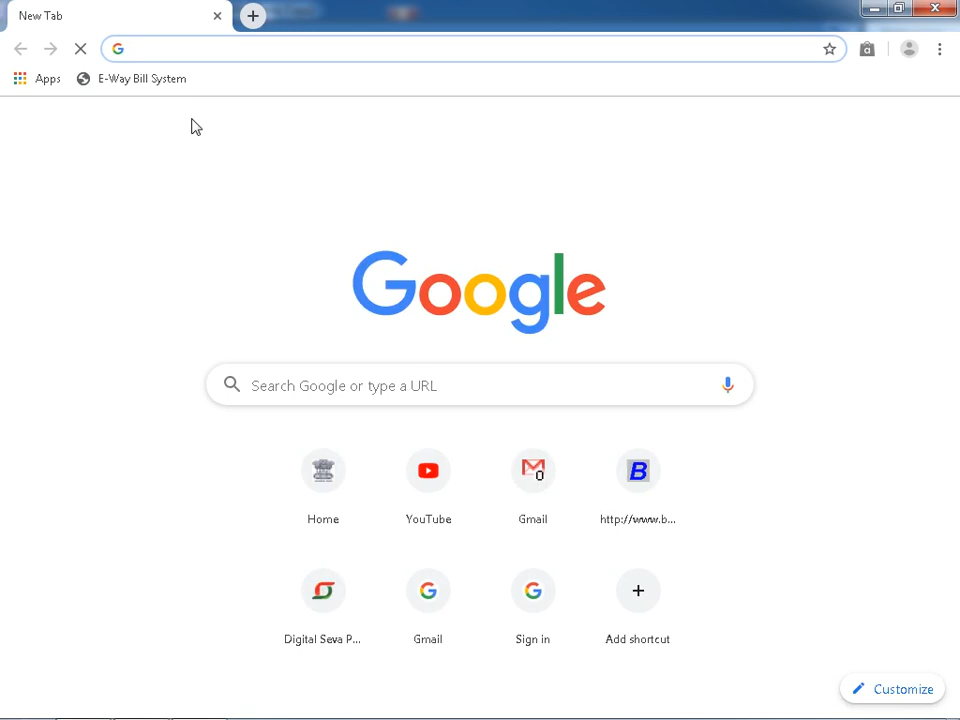 New Tab
Apps E-Way Bill System
Google
Search Google or type a URL
Home YouTube Gmail http://www.b...
Digital Seva P... Gmail Sign in Add shortcut
Customize